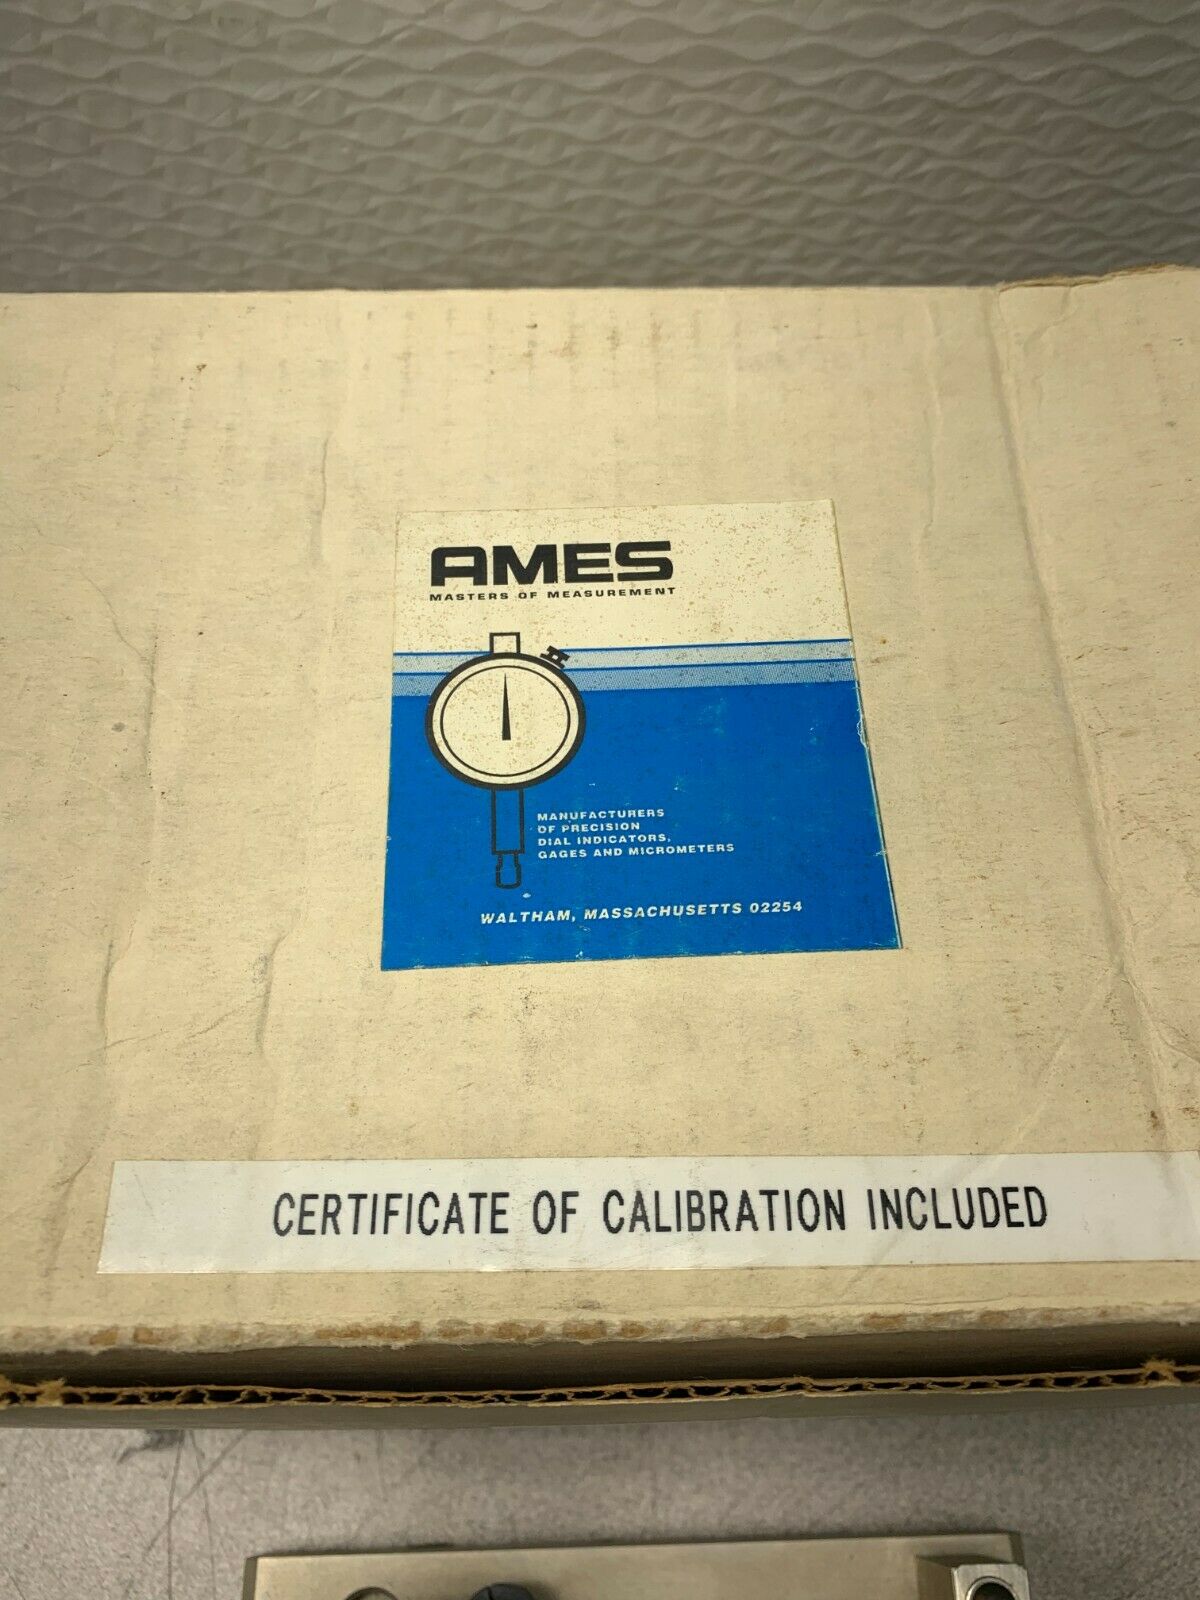 AMES
MASTERS OF MEASUREMENT
MANUFACTURERS
OF PRECISION
DIAL INDICATORS,
GAGES AND MICROMETERS
WALTHAM, MASSACHUSETTS 02254
CERTIFICATE OF CALIBRATION INCLUDED